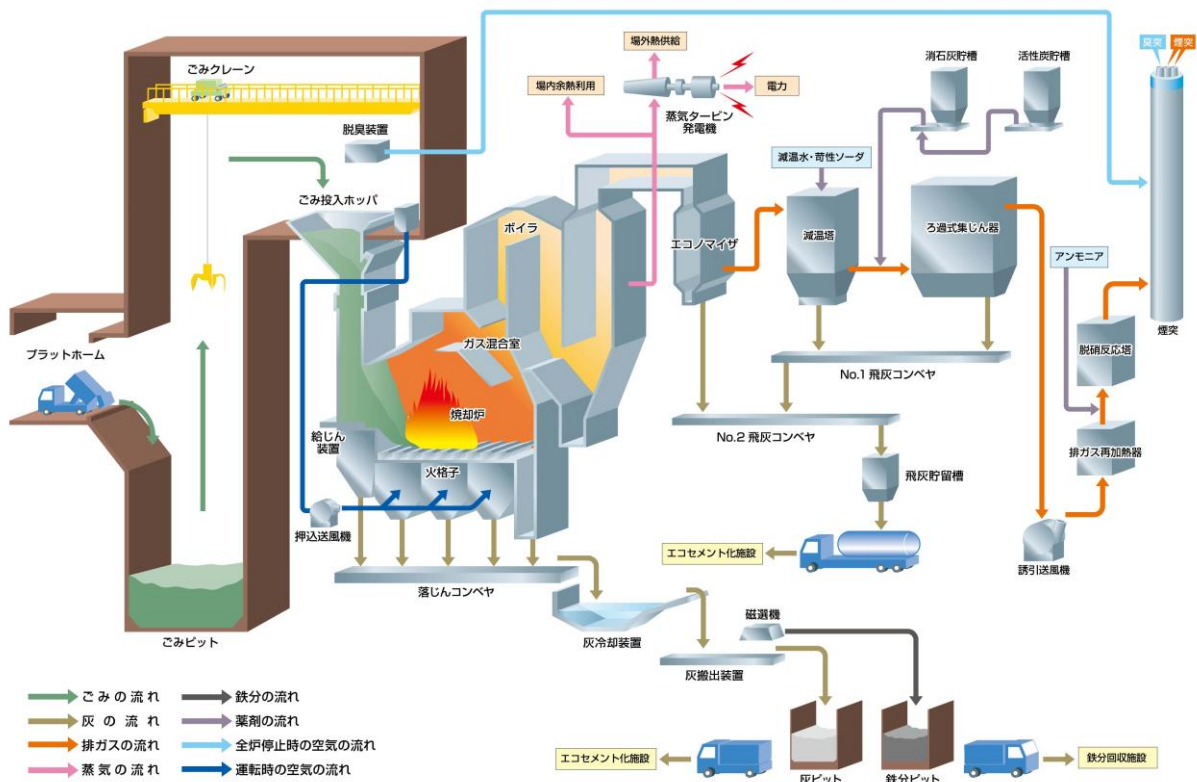 場外熱供給
臭突
煙突
ごみクレーン
場内余熱利用
電力
消石灰貯槽
活性炭貯槽
蒸気タービン
発電機
脱臭装置
減温水・苛性ソーダ
ごみ投入ホッパ
ボイラ
エコノマイザ
減温塔
ろ過式集じん器
アンモニア
煙突
プラットホーム
ガス混合室
脱硝反応塔
No.1 飛灰コンベヤ
焼却炉
給じん
装置
No.2 飛灰コンベヤ
排ガス再加熱器
火格子
飛灰貯留槽
押込送風機
エコセメント化施設
誘引送風機
落じんコンベヤ
磁選機
ごみピット
灰冷却装置
灰搬出装置
ごみの流れ
鉄分の流れ
灰の流れ
薬剤の流れ
排ガスの流れ
全炉停止時の空気の流れ
蒸気の流れ
運転時の空気の流れ
エコセメント化施設
鉄分回収施設
灰ピット
鉄分ピット